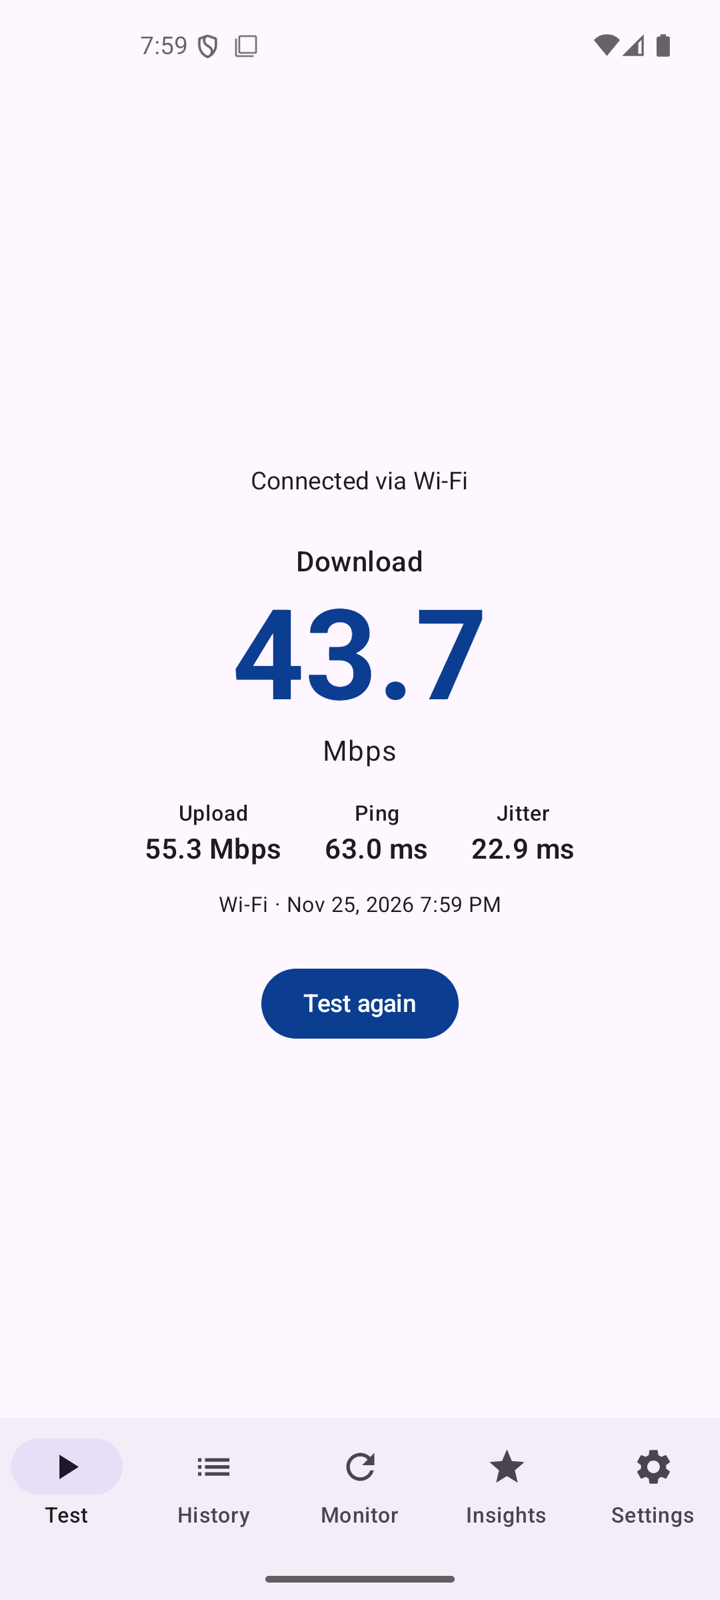 7:59
Connected via Wi-Fi
Download
43.7
Mbps
Upload Ping Jitter
55.3 Mbps 63.0 ms 22.9 ms
Wi-Fi · Nov 25, 2026 7:59 PM
Test again
Test History Monitor Insights Settings